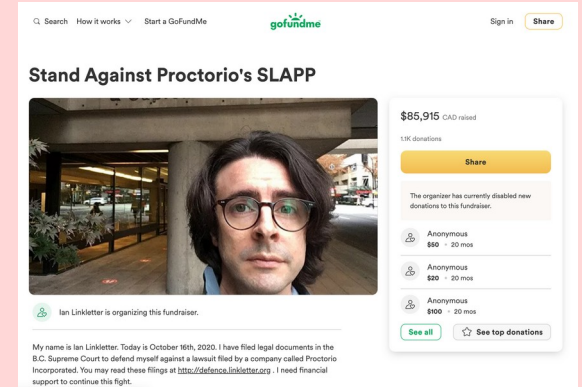 Search How it works Start a GoFundMe gofundme Sign in Share
Stand Against Proctorio's SLAPP
$85,915 CAD raised
1.1K donations
Share
The organizer has currently disabled new
donations to this fundraiser.
Anonymous
$50 • 20 mos
Anonymous
$20 • 20 mos
Anonymous
$100 • 20 mos
See all See top donations
Ian Linkletter is organizing this fundraiser.
My name is Ian Linkletter. Today is October 16th, 2020. I have filed legal documents in the
B.C. Supreme Court to defend myself against a lawsuit filed by a company called Proctorio
Incorporated. You may read these filings at http://defence.linkletter.org . I need financial
support to continue this fight.